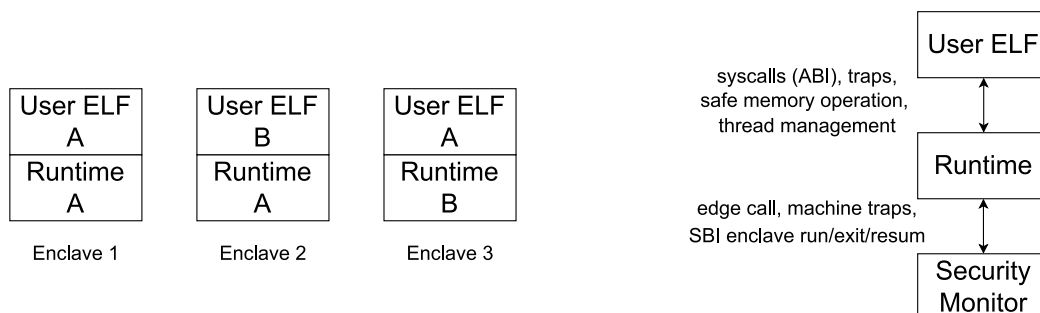 User ELF
A
Runtime
A
Enclave 1
User ELF
B
Runtime
A
Enclave 2
User ELF
A
Runtime
B
Enclave 3
User ELF
syscalls (ABI), traps,
safe memory operation,
thread management
Runtime
edge call, machine traps,
SBI enclave run/exit/resum
Security
Monitor